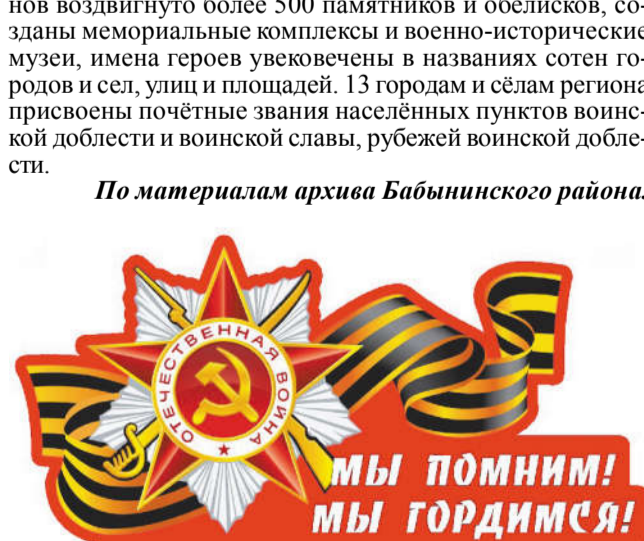 нов воздвигнуто более 500 памятников и обелисков, со-
зданы мемориальные комплексы и военно-исторические
музеи, имена героев увековечены в названиях сотен го-
родов и сел, улиц и площадей. 13 городам и сёлам региона
присвоены почётные звания населённых пунктов воинс-
кой доблести и воинской славы, рубежей воинской добле-
сти.
По материалам архива Бабынинского района.
ОТЕЧЕСТВЕННАЯ ВОЙНА
МЫ ПОМНИМ!
МЫ ГОРДИМСЯ!